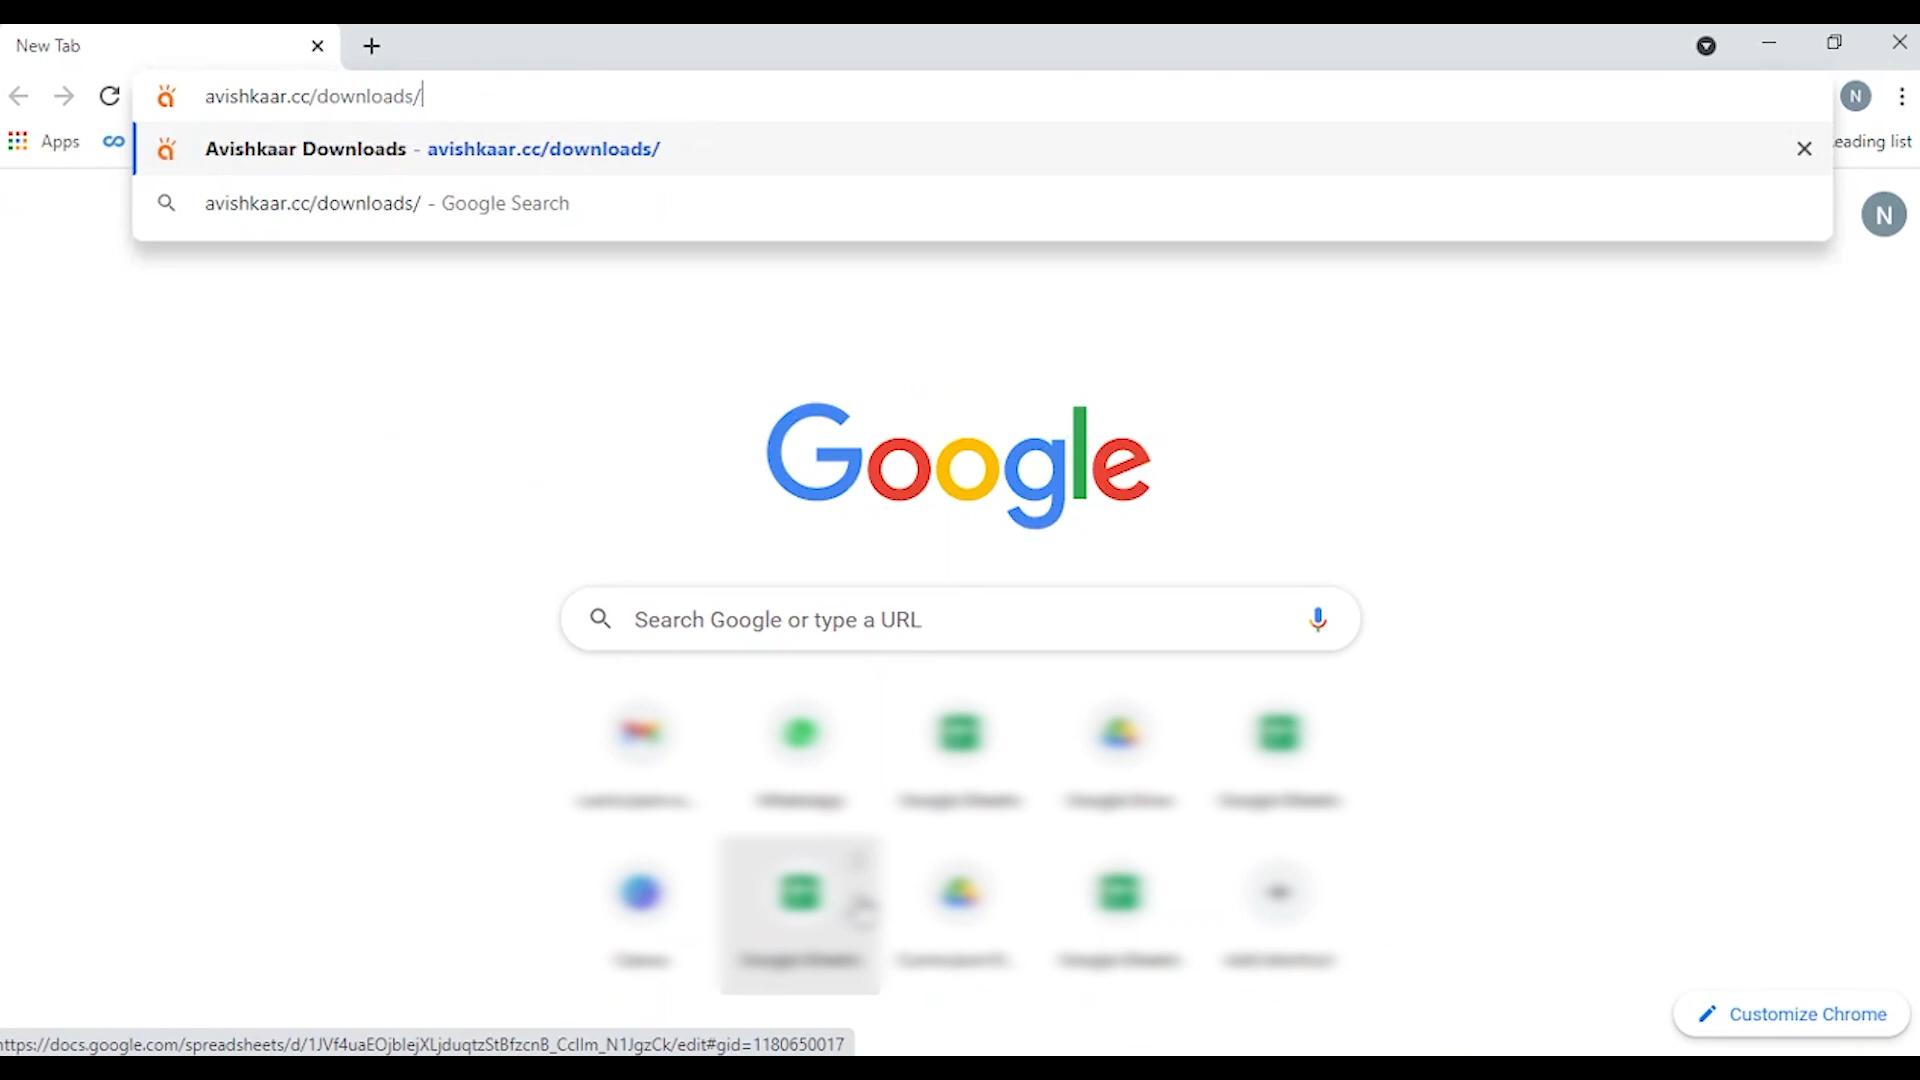 New Tab
avishkaar.cc/downloads/
Apps
Avishkaar Downloads - avishkaar.cc/downloads/
eading list
avishkaar.cc/downloads/ - Google Search
N
N
Google
Search Google or type a URL
Customize Chrome
ttps://docs.google.com/spreadsheets/d/1JVf4uaEOjblejXLjduqtzStBfzcnB_CcIlm_N1JgzCk/edit#gid=1180650017